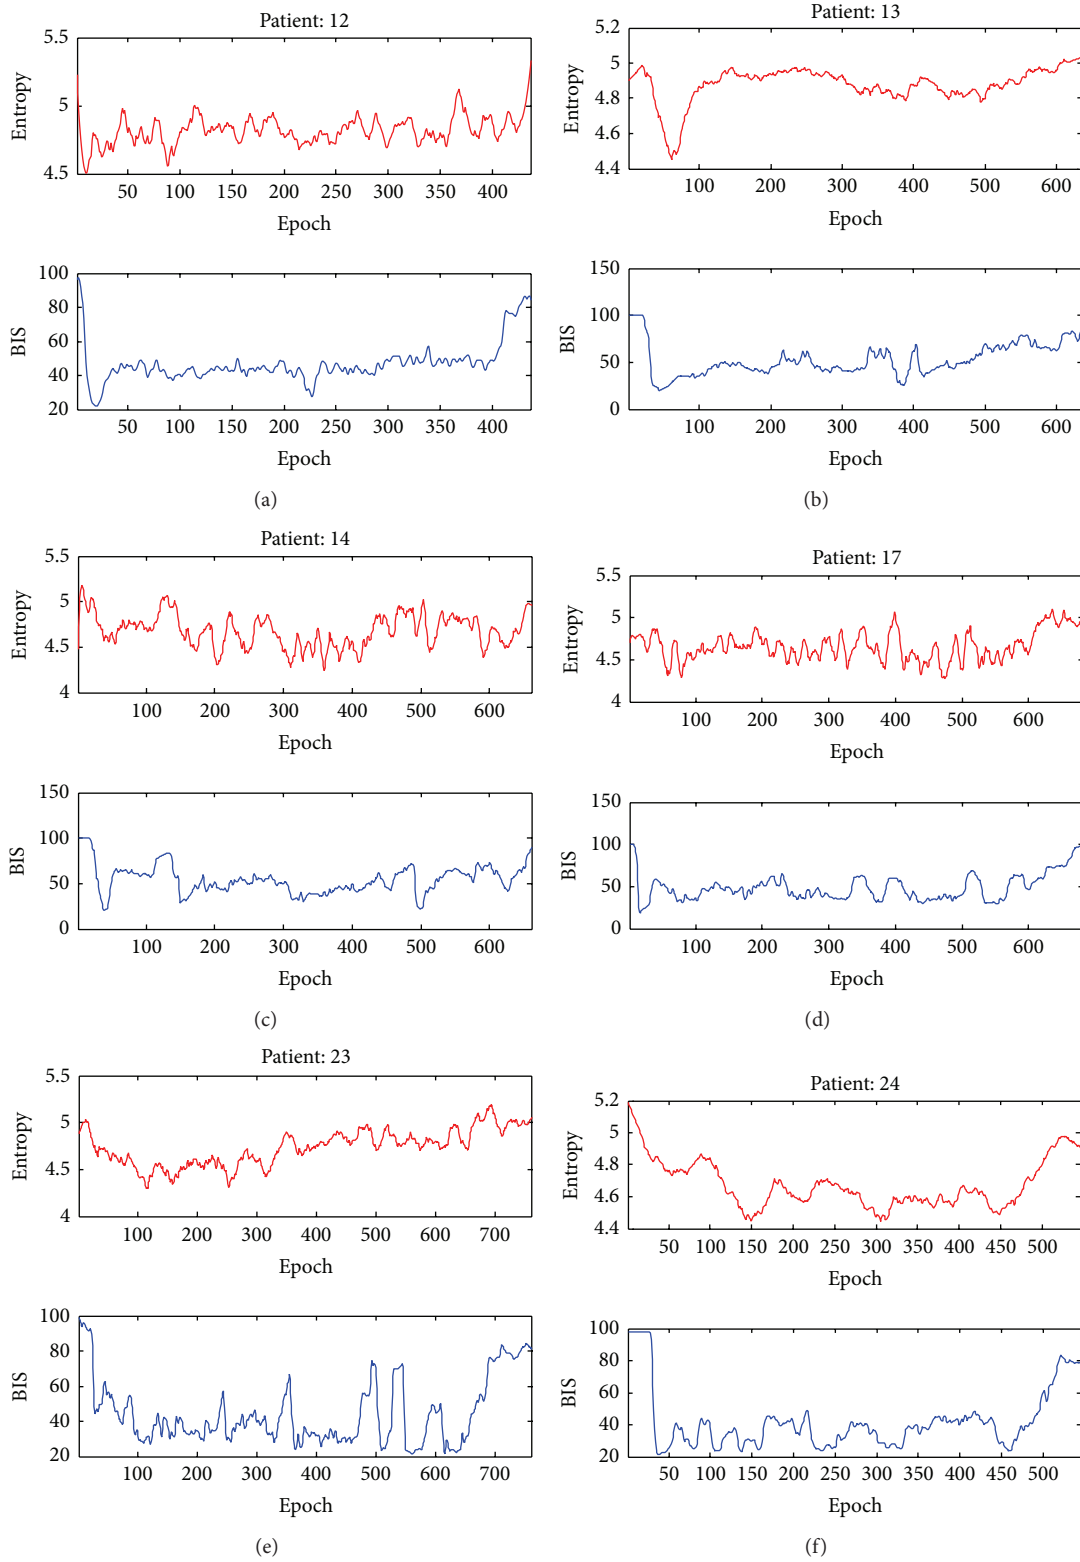 Patient: 12
5.5
5
4.5
Entropy
50 100 150 200 250 300 350 400
Epoch
100
80
60
40
20
BIS
50 100 150 200 250 300 350 400
Epoch
(a)
Patient: 13
5.2
5
4.8
4.6
4.4
Entropy
100 200 300 400 500 600
Epoch
150
100
50
0
BIS
100 200 300 400 500 600
Epoch
(b)
Patient: 14
5.5
5
4.5
4
Entropy
100 200 300 400 500 600
Epoch
150
100
50
0
BIS
100 200 300 400 500 600
Epoch
(c)
Patient: 17
5.5
5
4.5
4
Entropy
100 200 300 400 500 600
Epoch
150
100
50
0
BIS
100 200 300 400 500 600
Epoch
(d)
Patient: 23
5.5
5
4.5
4
Entropy
100 200 300 400 500 600 700
Epoch
100
80
60
40
20
BIS
100 200 300 400 500 600 700
Epoch
(e)
Patient: 24
5.2
5
4.8
4.6
4.4
Entropy
50 100 150 200 250 300 350 400 450 500
Epoch
100
80
60
40
20
BIS
50 100 150 200 250 300 350 400 450 500
Epoch
(f)